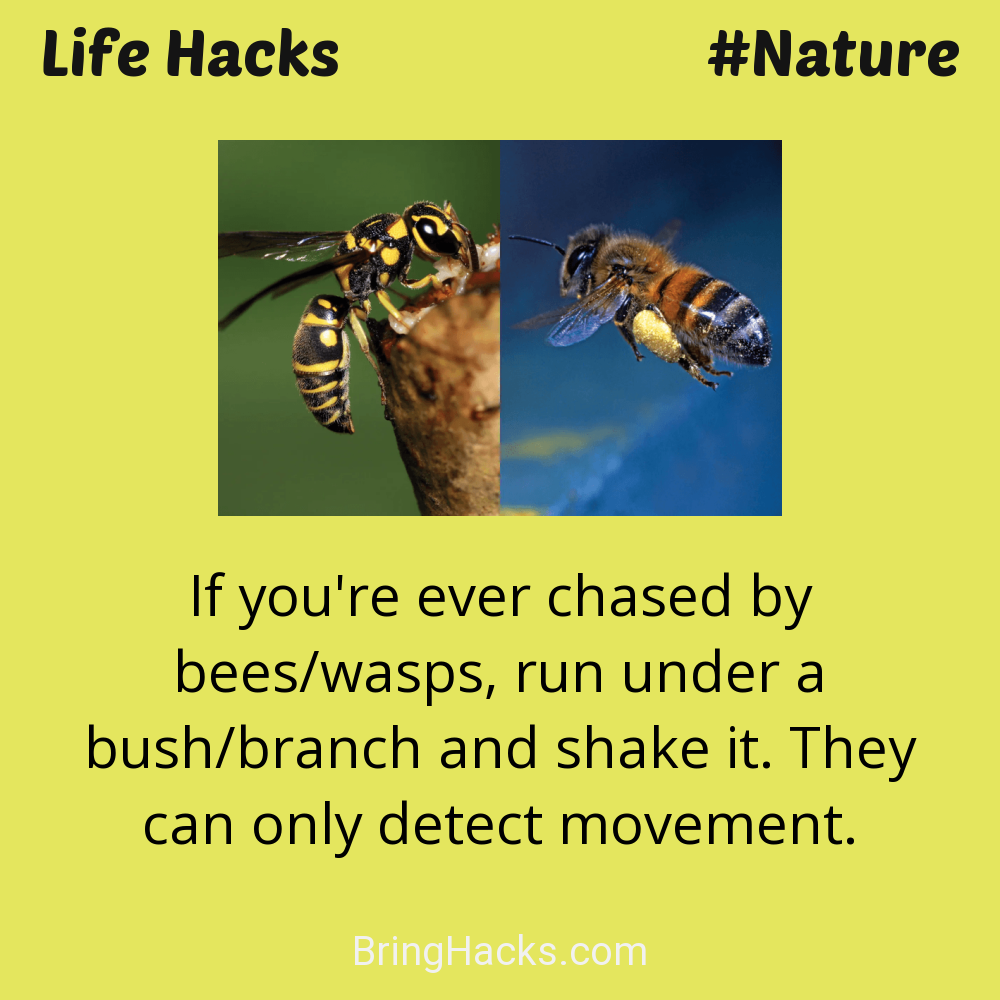 Life Hacks
#Nature
If you're ever chased by
bees/wasps, run under a
bush/branch and shake it. They
can only detect movement.
BringHacks.com